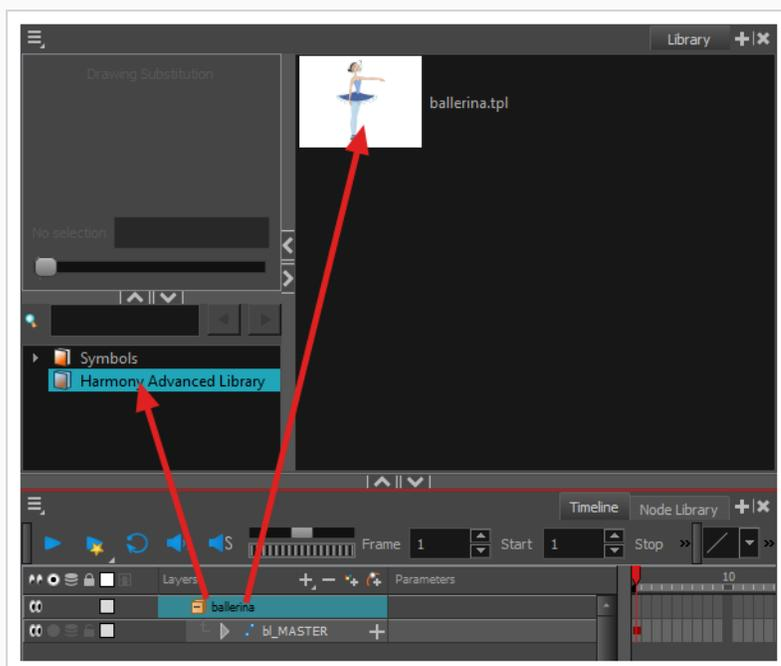 Library
Drawing Substitution
ballerina.tpl
No selection
Symbols
Harmony Advanced Library
Timeline
Node Library
S
Frame 1 Start 1 Stop
Layers Parameters 10
ballerina
bl_MASTER